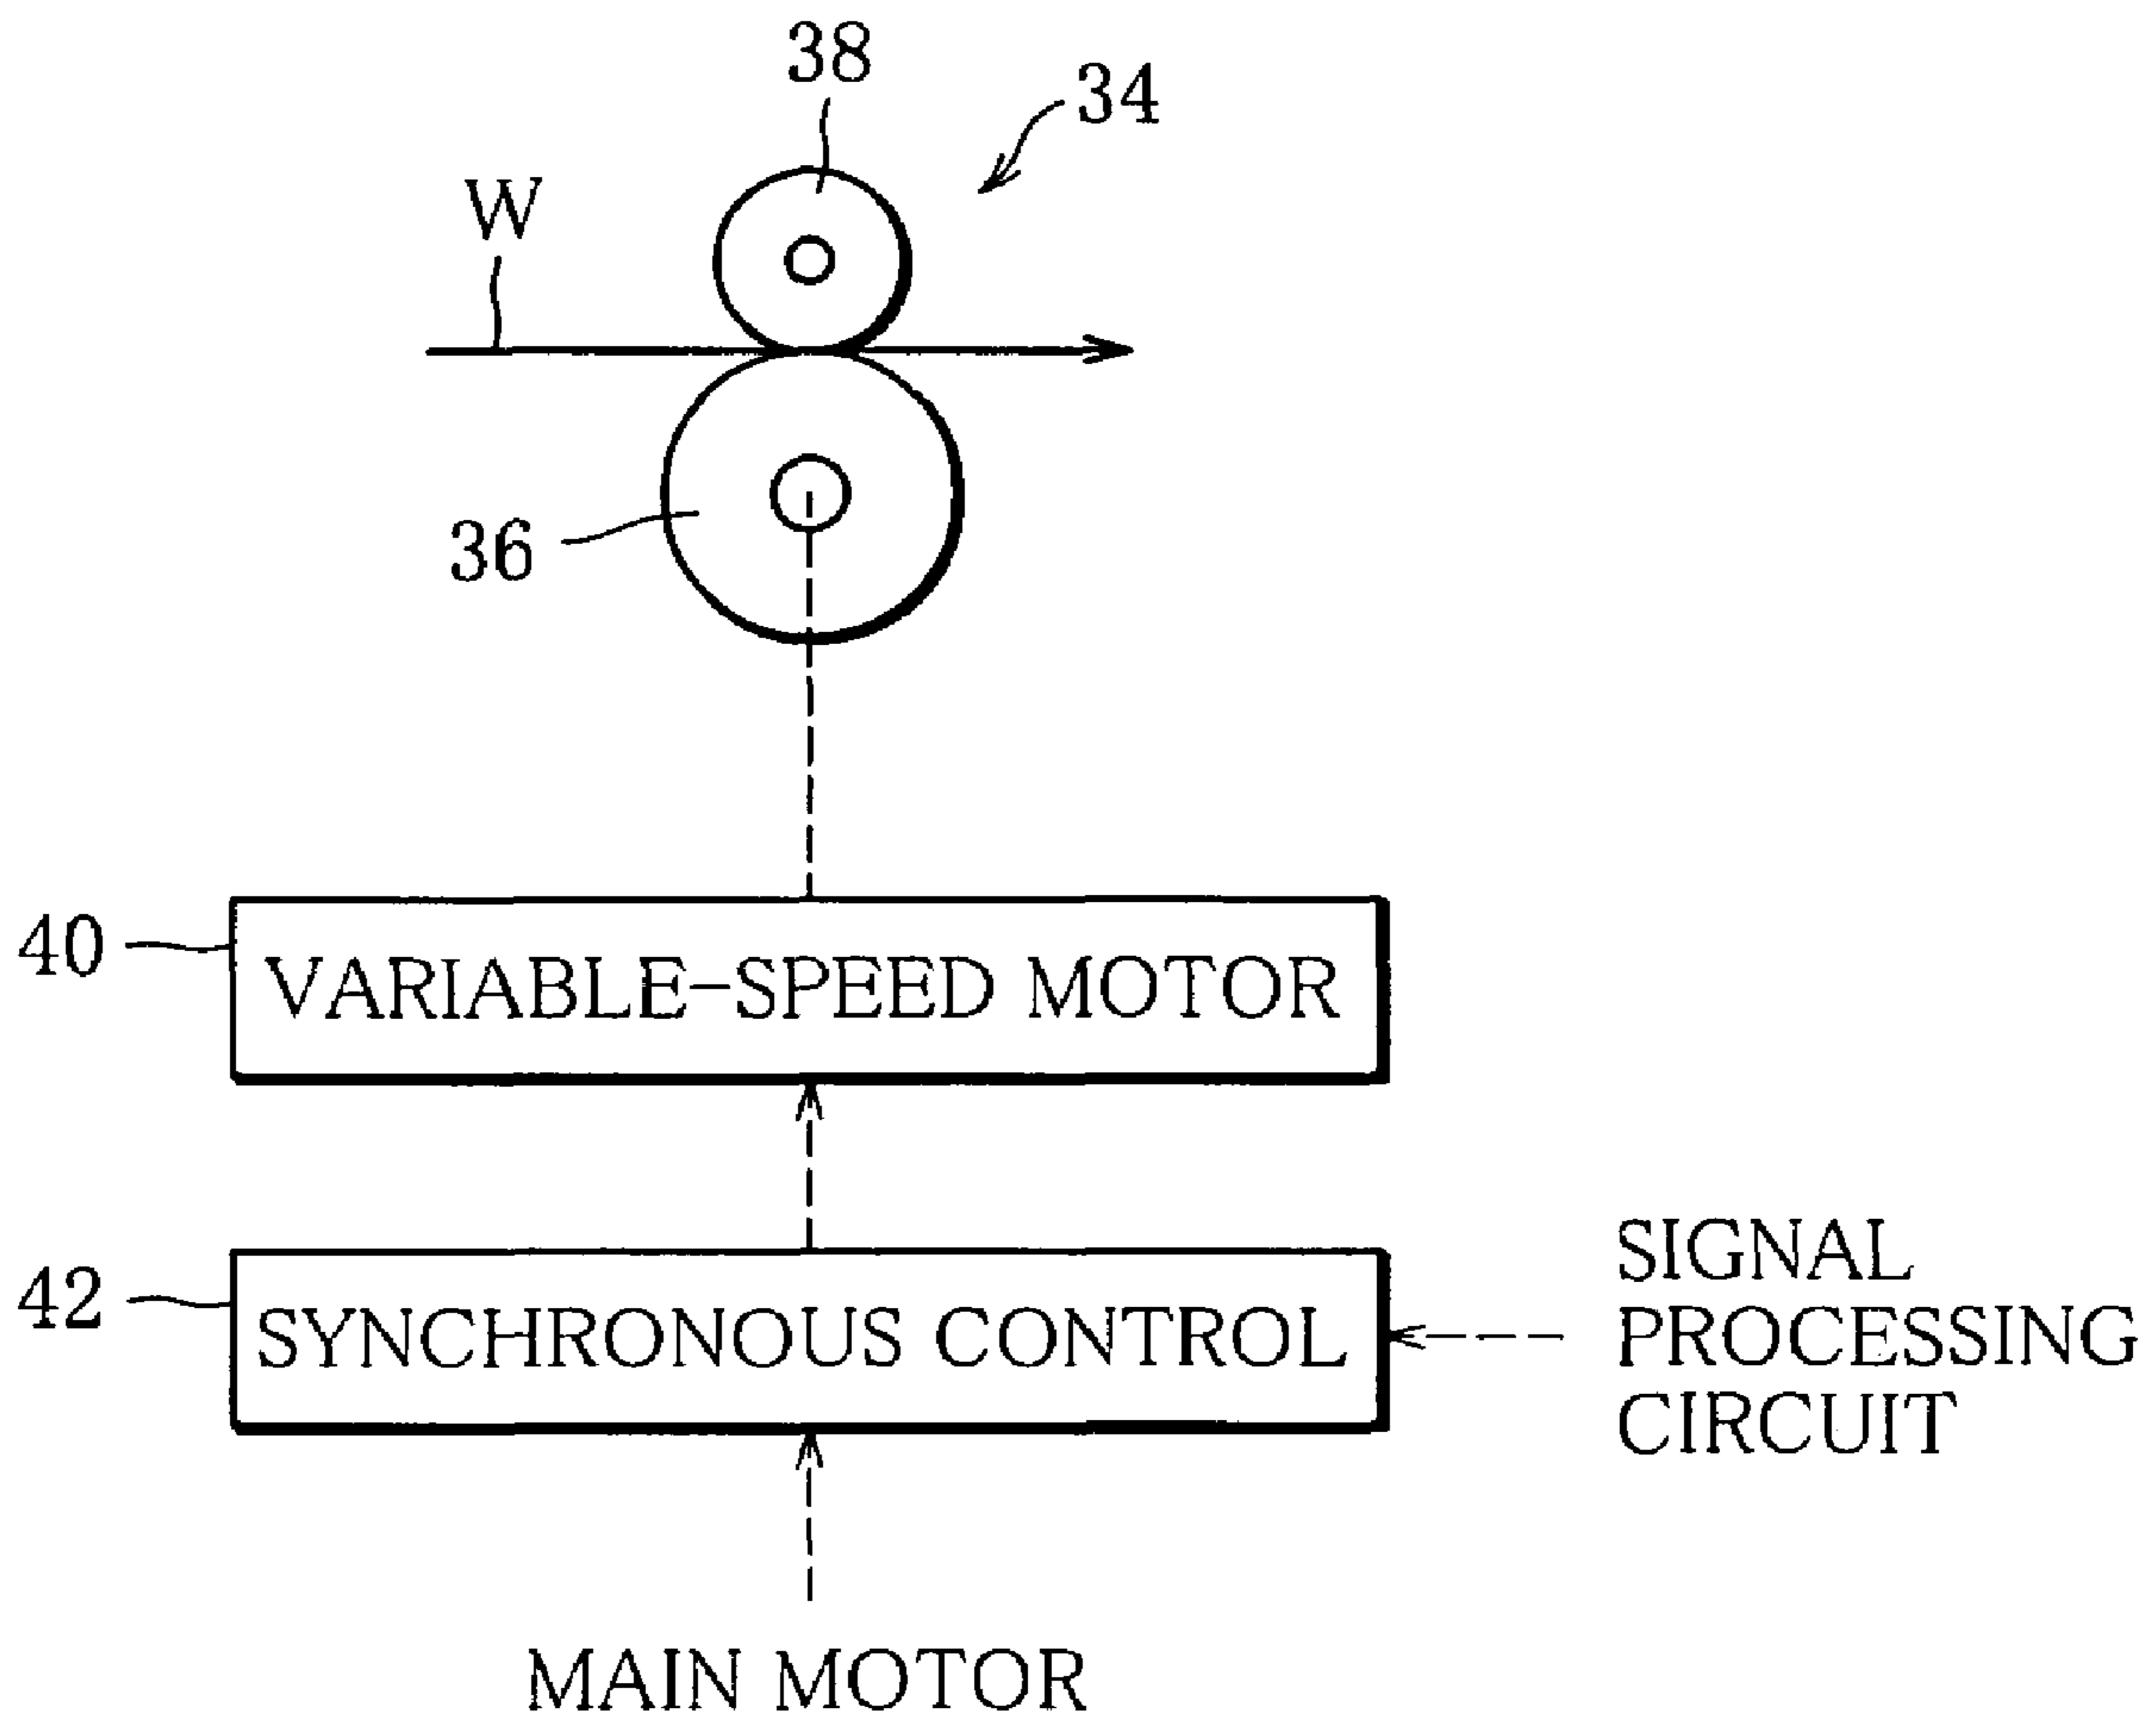 38
34
W
36
40
VARIABLE-SPEED MOTOR
42
SYNCHRONOUS CONTROL
SIGNAL
PROCESSING
CIRCUIT
MAIN MOTOR